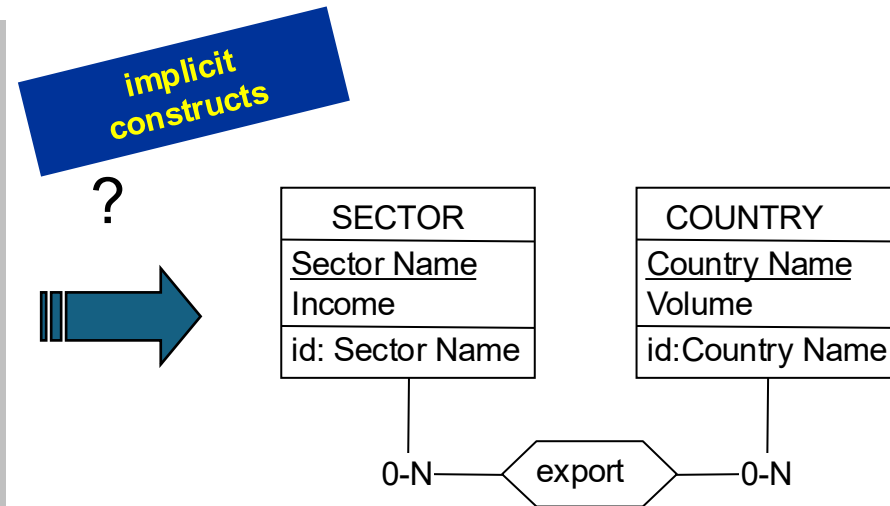 implicit
constructs
?
SECTOR
Sector Name
Income
id: Sector Name
COUNTRY
Country Name
Volume
id:Country Name
0-N
export
0-N